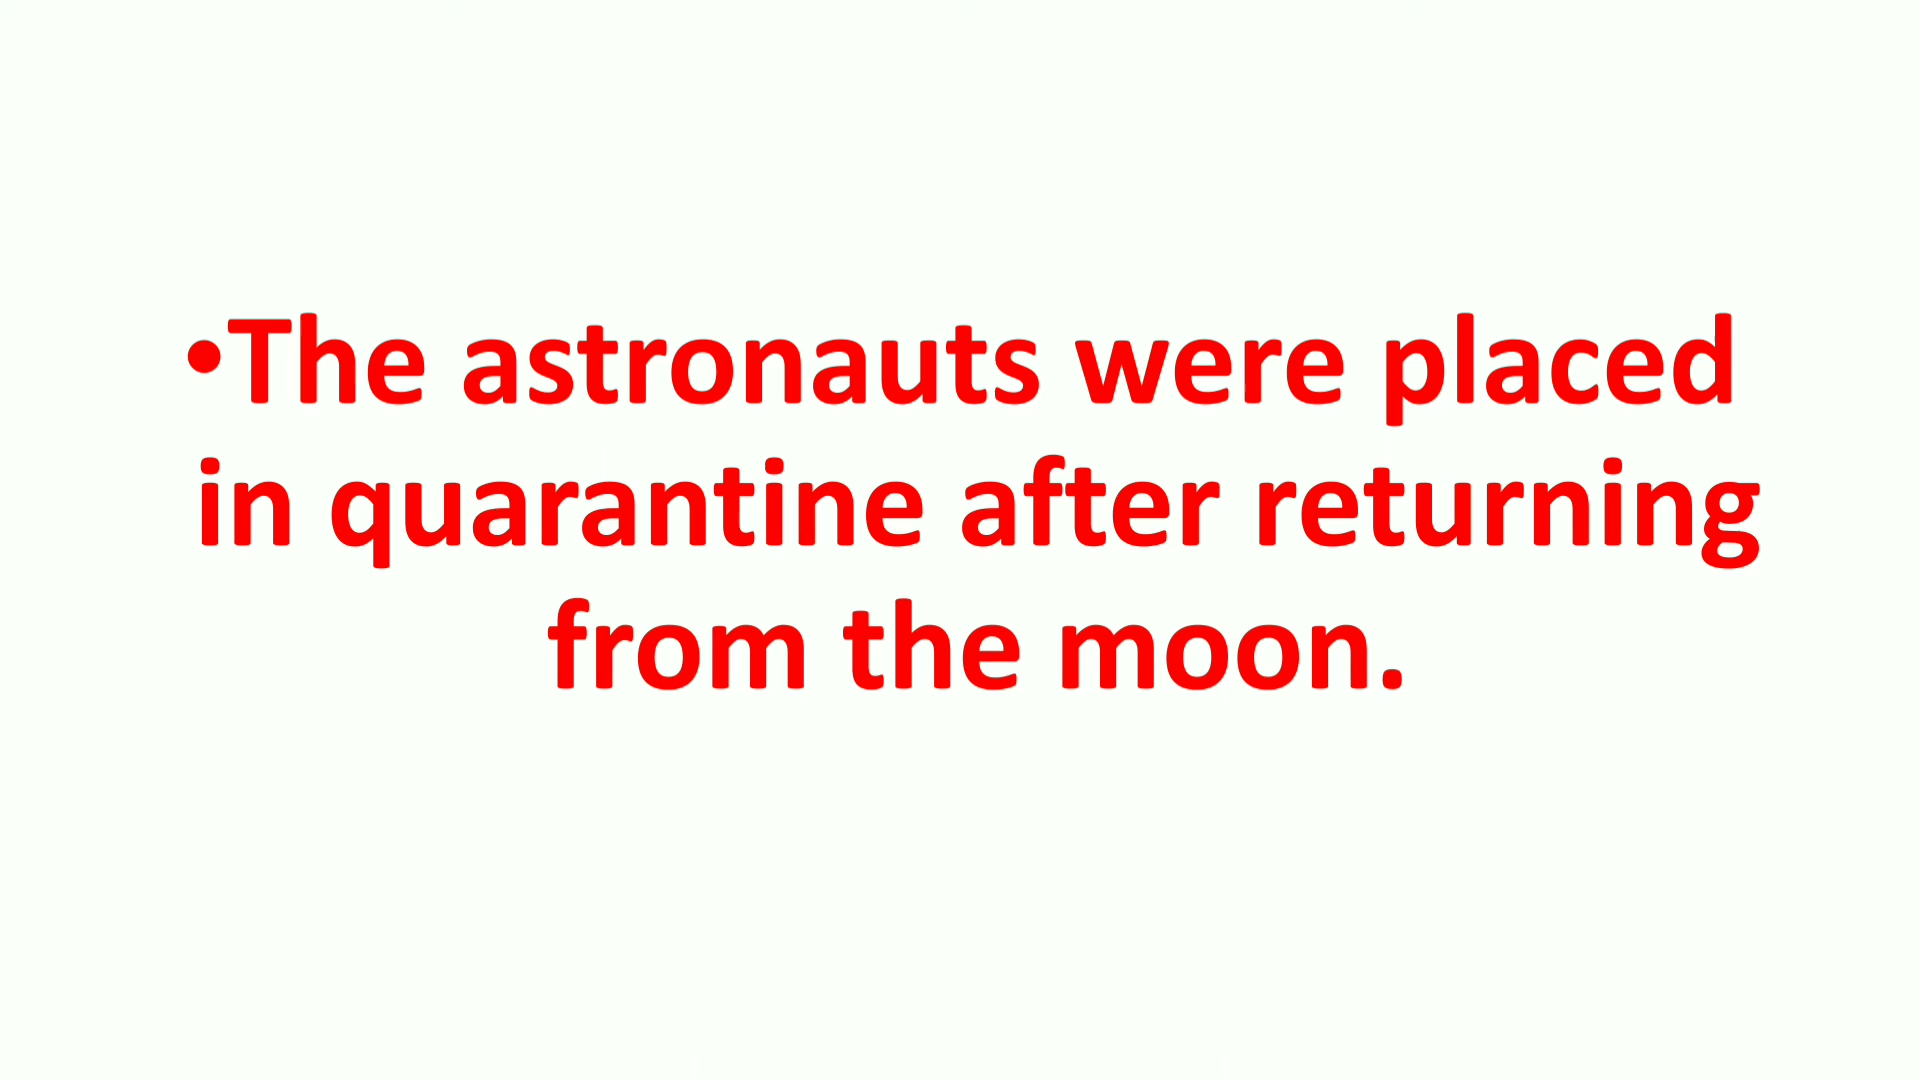 •The astronauts were placed
in quarantine after returning
from the moon.